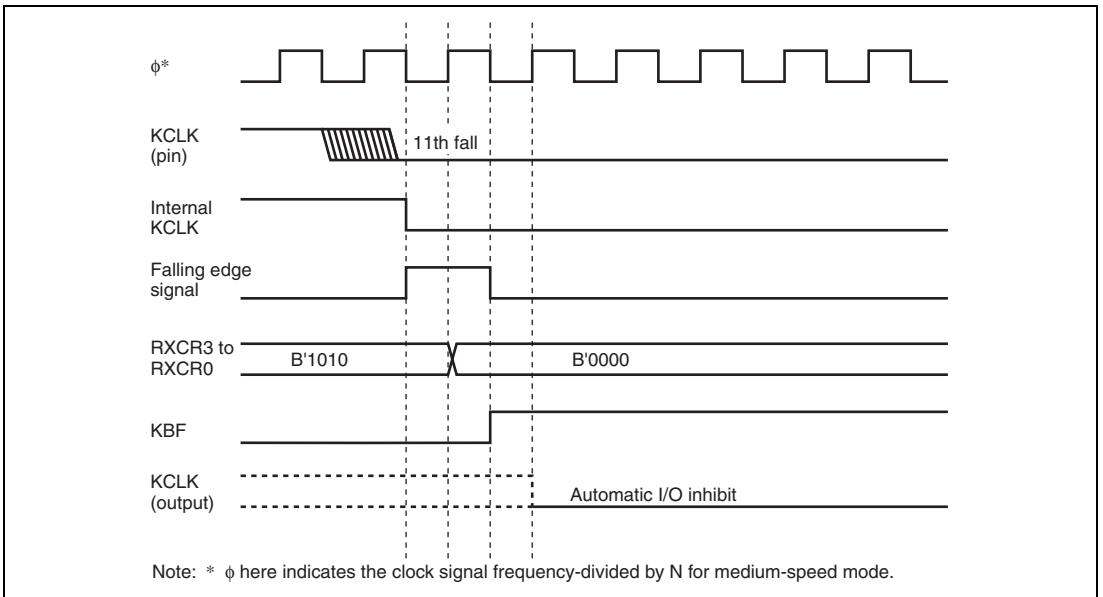 ϕ*
KCLK
(pin)
11th fall
Internal
KCLK
Falling edge
signal
RXCR3 to
RXCR0
B'1010
B'0000
KBF
KCLK
(output)
Automatic I/O inhibit
Note: * ϕ here indicates the clock signal frequency-divided by N for medium-speed mode.